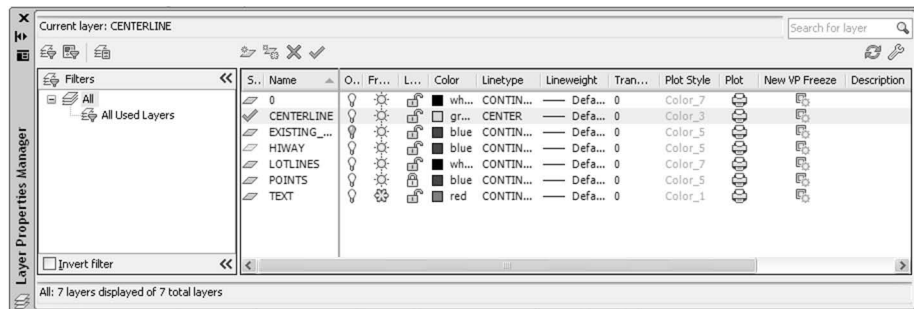 Current layer: CENTERLINE
Search for layer
Filters
All
All Used Layers
Invert filter
S.. Name O.. Fr... L... Color Linetype Lineweight Tran... Plot Style Plot New VP Freeze Description
0 wh... CONTIN... Defa... 0 Color_7
CENTERLINE gr... CENTER Defa... 0 Color_3
EXISTING_... blue CONTIN... Defa... 0 Color_5
HIWAY blue CONTIN... Defa... 0 Color_5
LOTLINES wh... CONTIN... Defa... 0 Color_7
POINTS blue CONTIN... Defa... 0 Color_5
TEXT red CONTIN... Defa... 0 Color_1
Layer Properties Manager
All: 7 layers displayed of 7 total layers